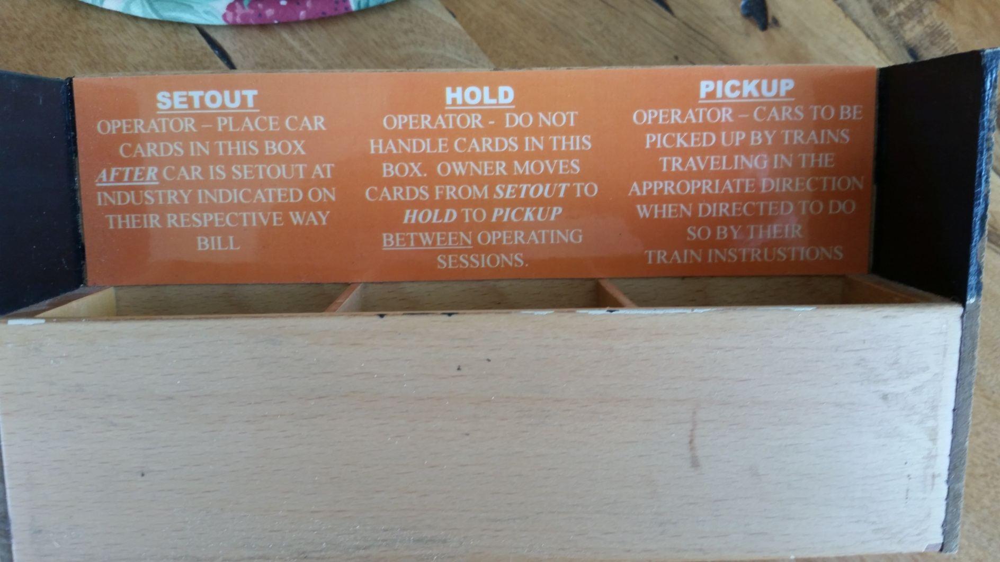 SETOUT
OPERATOR – PLACE CAR
CARDS IN THIS BOX
AFTER CAR IS SETOUT AT
INDUSTRY INDICATED ON
THEIR RESPECTIVE WAY
BILL
HOLD
OPERATOR - DO NOT
HANDLE CARDS IN THIS
BOX. OWNER MOVES
CARDS FROM SETOUT TO
HOLD TO PICKUP
BETWEEN OPERATING
SESSIONS.
PICKUP
OPERATOR – CARS TO BE
PICKED UP BY TRAINS
TRAVELING IN THE
APPROPRIATE DIRECTION
WHEN DIRECTED TO DO
SO BY THEIR
TRAIN INSTRUSTIONS